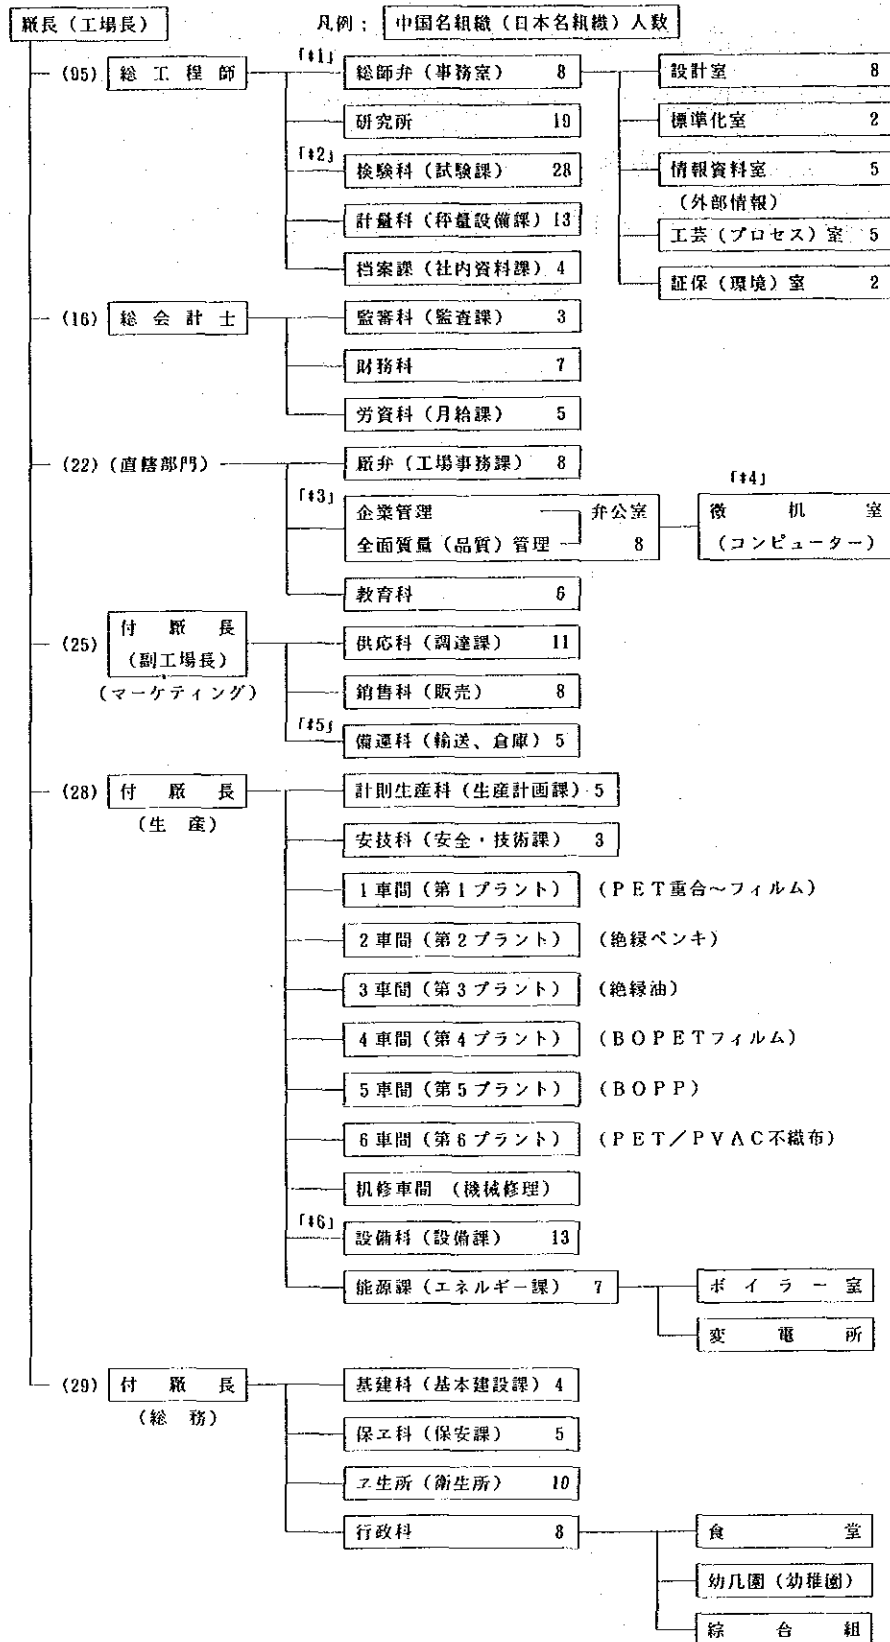 厰長（工場長）　凡例； 中国名組織（日本名組織）人数
(95) 総工程師 「*1」 総師弁（事務室） 8 設計室 8
研究所 19 標準化室 2
「*2」 検験科（試験課） 28 情報資料室 5
（外部情報）
計量科（秤量設備課）13 工芸（プロセス）室 5
档案課（社内資料課）4 証保（環境）室 2
(16) 総会計士 監審科（監査課） 3
財務科 7
労資科（月給課） 5
(22)（直轄部門） 厰弁（工場事務課） 8
「*3」 企業管理 弁公室 「*4」 微机室
全面質量（品質）管理 8 （コンピューター）
教育科 6
(25) 付厰長 供応科（調達課） 11
（副工場長）
（マーケティング） 銷售科（販売） 8
「*5」 備運科（輸送、倉庫）5
(28) 付厰長 計則生産科（生産計画課）5
（生産）
安技科（安全・技術課） 3
1車間（第1プラント） （PET重合～フィルム）
2車間（第2プラント） （絶縁ペンキ）
3車間（第3プラント） （絶縁油）
4車間（第4プラント） （BOPETフィルム）
5車間（第5プラント） （BOPP）
6車間（第6プラント） （PET／PVAC不織布）
机修車間 （機械修理）
「*6」 設備科（設備課） 13
能源課（エネルギー課） 7 ボイラー室
変電所
(29) 付厰長 基建科（基本建設課）4
（総務）
保ヱ科（保安課） 5
ヱ生所（衛生所） 10
行政科 8 食堂
幼几園（幼稚園）
綜合組